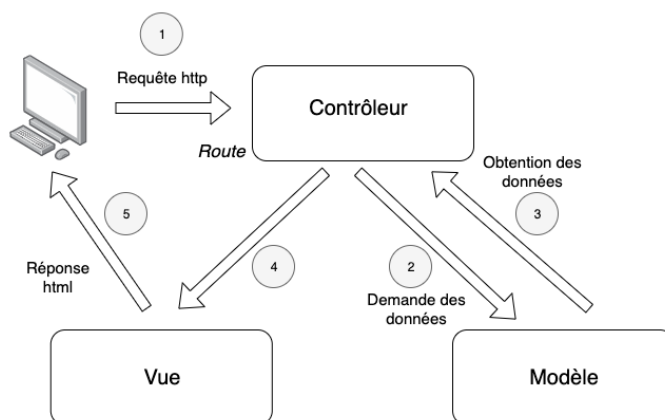 1
Requête http
Contrôleur
Route
Obtention des
données
3
5
4
2
Réponse
html
Demande des
données
Vue
Modèle